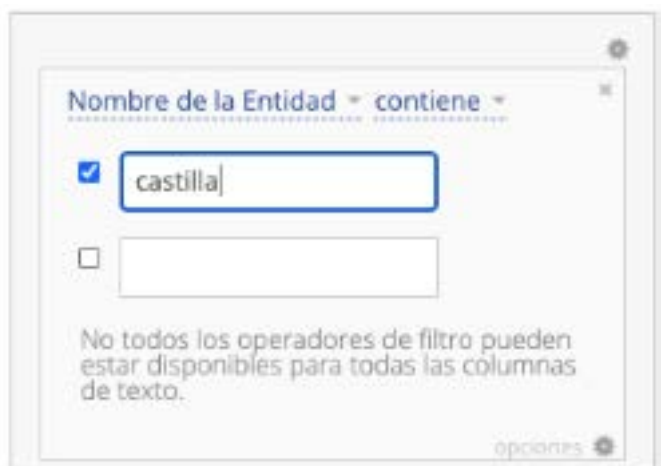 Nombre de la Entidad contiene
castilla
No todos los operadores de filtro pueden
estar disponibles para todas las columnas
de texto.
opciones